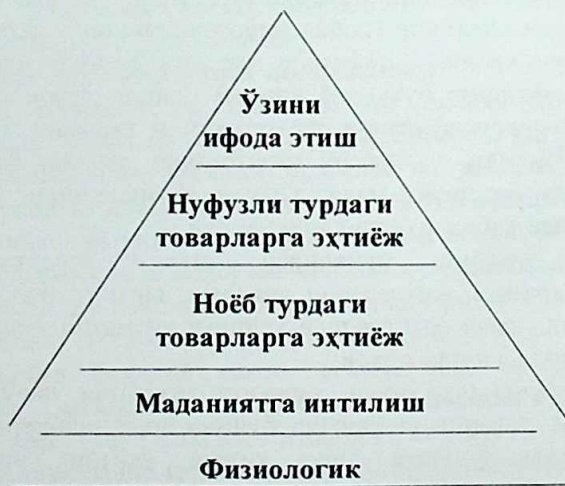 Ўзини
ифода этиш
Нуфузли турдаги
товарларга эҳтиёж
Ноёб турдаги
товарларга эҳтиёж
Маданиятга интилиш
Физиологик